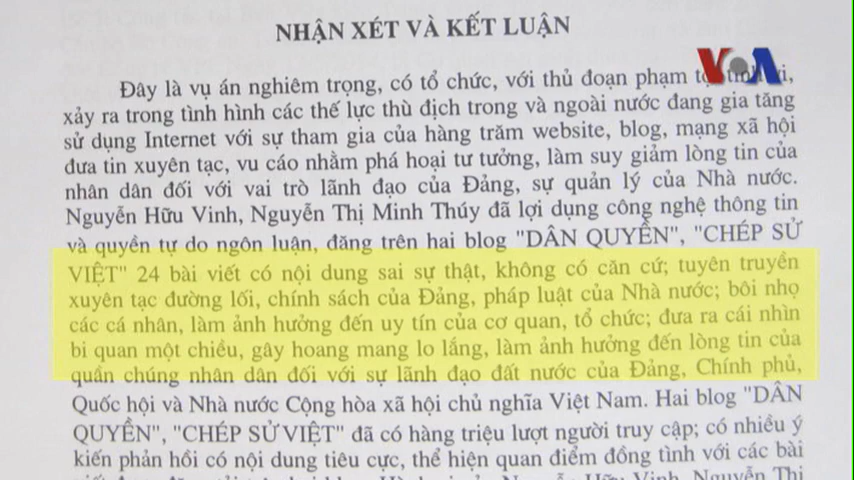 NHẬN XÉT VÀ KẾT LUẬN
VOA
Đây là vụ án nghiêm trọng, có tổ chức, với thủ đoạn phạm
xảy ra trong tình hình các thế lực thù địch trong và ngoài nước đang gia tăng
sử dụng Internet với sự tham gia của hàng trăm website, blog, mạng xã hội
đưa tin xuyên tạc, vu cáo nhằm phá hoại tư tưởng, làm suy giảm lòng tin của
nhân dân đối với vai trò lãnh đạo của Đảng, sự quản lý của Nhà nước.
Nguyễn Hữu Vinh, Nguyễn Thị Minh Thúy đã lợi dụng công nghệ thông tin
và quyền tự do ngôn luận, đăng trên hai blog "DÂN QUYỀN", "CHÉP SỬ
VIỆT" 24 bài viết có nội dung sai sự thật, không có căn cứ; tuyên truyền
xuyên tạc đường lối, chính sách của Đảng, pháp luật của Nhà nước; bôi nhọ
các cá nhân, làm ảnh hưởng đến uy tín của cơ quan, tổ chức; đưa ra cái nhìn
bi quan một chiều, gây hoang mang lo lắng, làm ảnh hưởng đến lòng tin của
quần chúng nhân dân đối với sự lãnh đạo đất nước của Đảng, Chính phủ,
Quốc hội và Nhà nước Cộng hòa xã hội chủ nghĩa Việt Nam. Hai blog "DÂN
QUYỀN", "CHÉP SỬ VIỆT" đã có hàng triệu lượt người truy cập; có nhiều ý
kiến phản hồi có nội dung tiêu cực, thể hiện quan điểm đồng tình với các bài